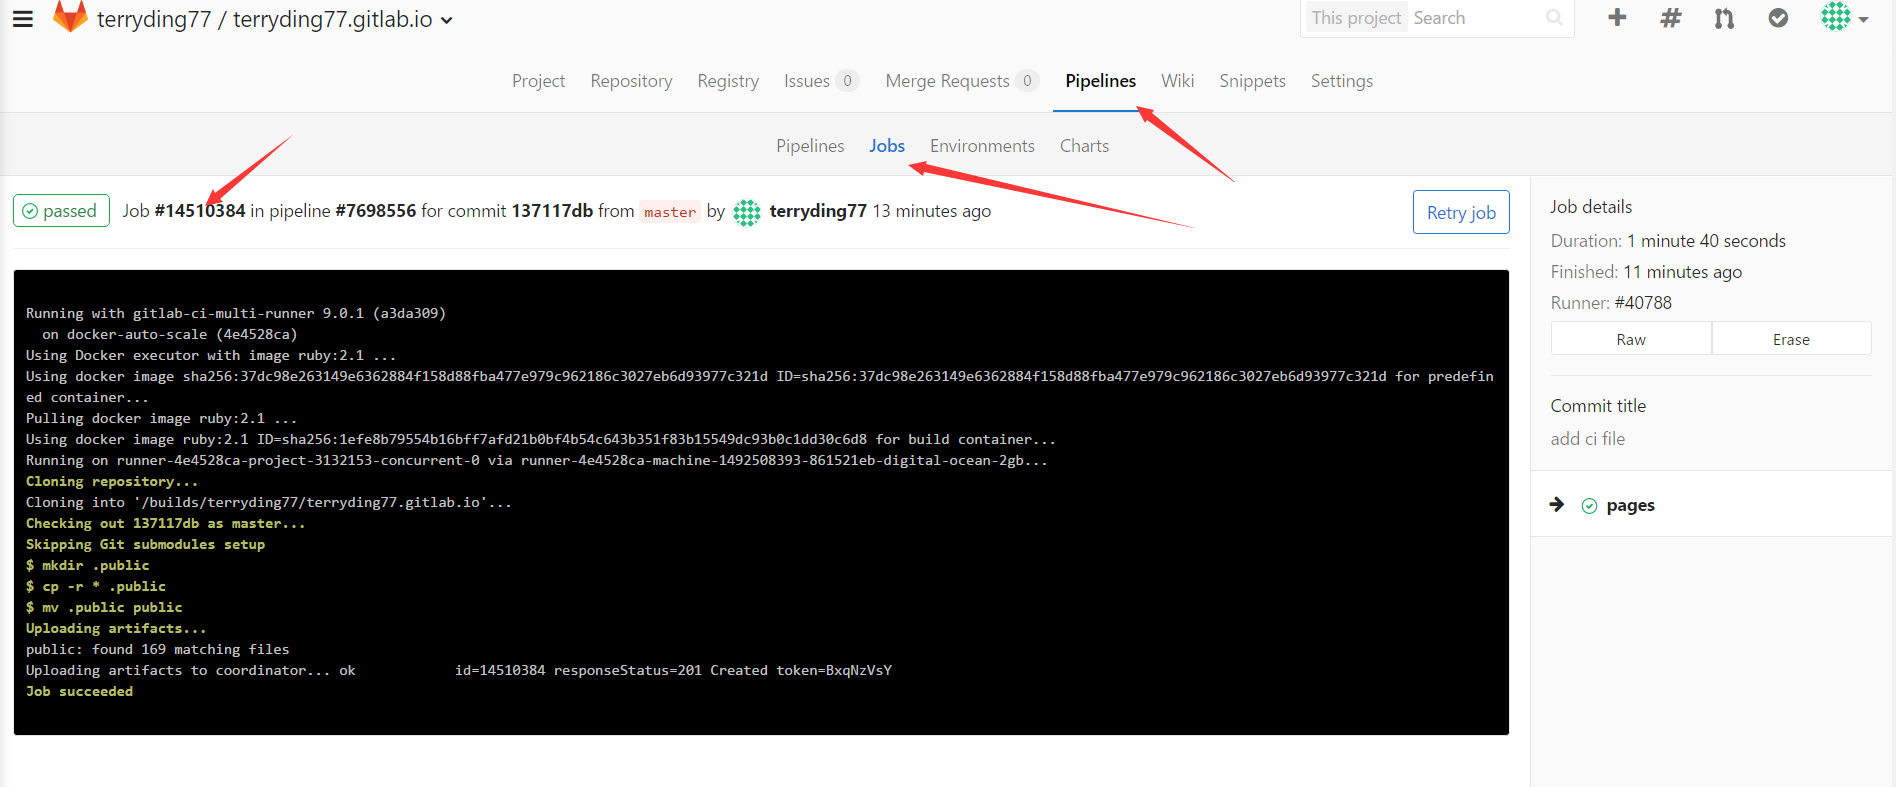 terryding77 / terryding77.gitlab.io
This project Search
Project Repository Registry Issues 0 Merge Requests 0 Pipelines Wiki Snippets Settings
Pipelines Jobs Environments Charts
passed Job #14510384 in pipeline #7698556 for commit 137117db from master by terryding77 13 minutes ago
Retry job
Running with gitlab-ci-multi-runner 9.0.1 (a3da309)
on docker-auto-scale (4e4528ca)
Using Docker executor with image ruby:2.1 ...
Using docker image sha256:37dc98e263149e6362884f158d88fba477e979c962186c3027eb6d93977c321d ID=sha256:37dc98e263149e6362884f158d88fba477e979c962186c3027eb6d93977c321d for predefin
ed container...
Pulling docker image ruby:2.1 ...
Using docker image ruby:2.1 ID=sha256:1efe8b79554b16bff7afd21b0bf4b54c643b351f83b15549dc93b0c1dd30c6d8 for build container...
Running on runner-4e4528ca-project-3132153-concurrent-0 via runner-4e4528ca-machine-1492508393-861521eb-digital-ocean-2gb...
Cloning repository...
Cloning into '/builds/terryding77/terryding77.gitlab.io'...
Checking out 137117db as master...
Skipping Git submodules setup
$ mkdir .public
$ cp -r * .public
$ mv .public public
Uploading artifacts...
public: found 169 matching files
Uploading artifacts to coordinator... ok id=14510384 responseStatus=201 Created token=BxqNzVsY
Job succeeded
Job details
Duration: 1 minute 40 seconds
Finished: 11 minutes ago
Runner: #40788
Raw Erase
Commit title
add ci file
pages